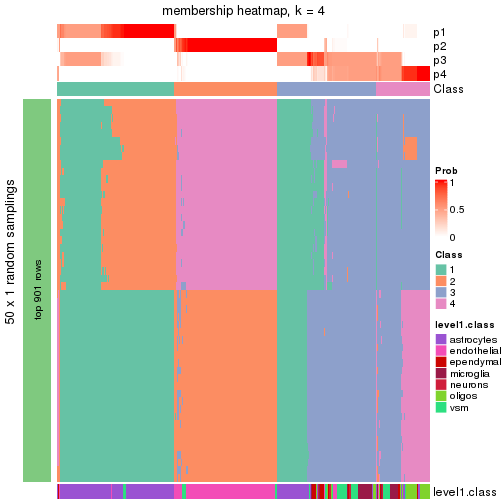 membership heatmap, k = 4
p1
p2
p3
p4
Class
50 x 1 random samplings
top 901 rows
Prob
1
0.5
0
Class
1
2
3
4
level1.class
astrocytes
endothelial
ependymal
microglia
neurons
oligos
vsm
level1.class